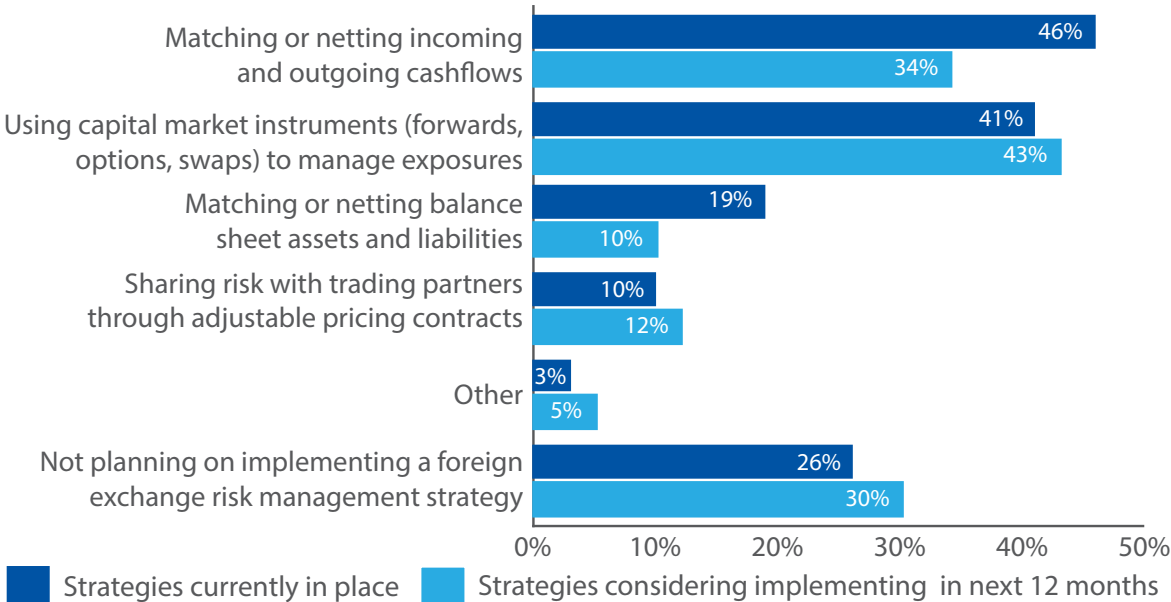 Matching or netting incoming
and outgoing cashflows
46%
34%
Using capital market instruments (forwards,
options, swaps) to manage exposures
41%
43%
Matching or netting balance
sheet assets and liabilities
19%
10%
Sharing risk with trading partners
through adjustable pricing contracts
10%
12%
Other
3%
5%
Not planning on implementing a foreign
exchange risk management strategy
26%
30%
0% 10% 20% 30% 40% 50%
Strategies currently in place
Strategies considering implementing in next 12 months